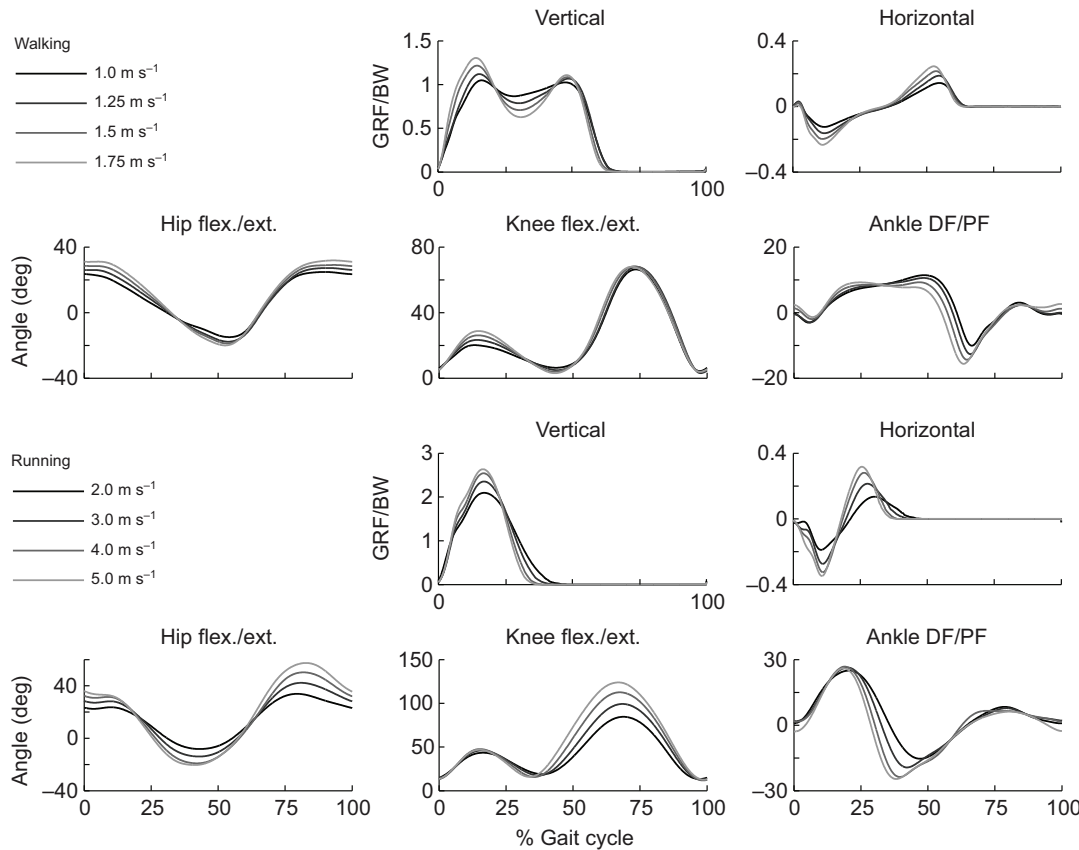 Vertical
Horizontal
Walking
1.0 m s⁻¹
1.25 m s⁻¹
1.5 m s⁻¹
1.75 m s⁻¹
GRF/BW
1.5
1
0.5
0
0
100
0.4
0
–0.4
Hip flex./ext.
Knee flex./ext.
Ankle DF/PF
Angle (deg)
40
0
–40
80
40
0
20
0
–20
Vertical
Horizontal
Running
2.0 m s⁻¹
3.0 m s⁻¹
4.0 m s⁻¹
5.0 m s⁻¹
GRF/BW
3
2
1
0
0
100
0.4
0
–0.4
Hip flex./ext.
Knee flex./ext.
Ankle DF/PF
Angle (deg)
40
0
–40
150
100
50
0
30
0
–30
0 25 50 75 100
0 25 50 75 100
0 25 50 75 100
% Gait cycle